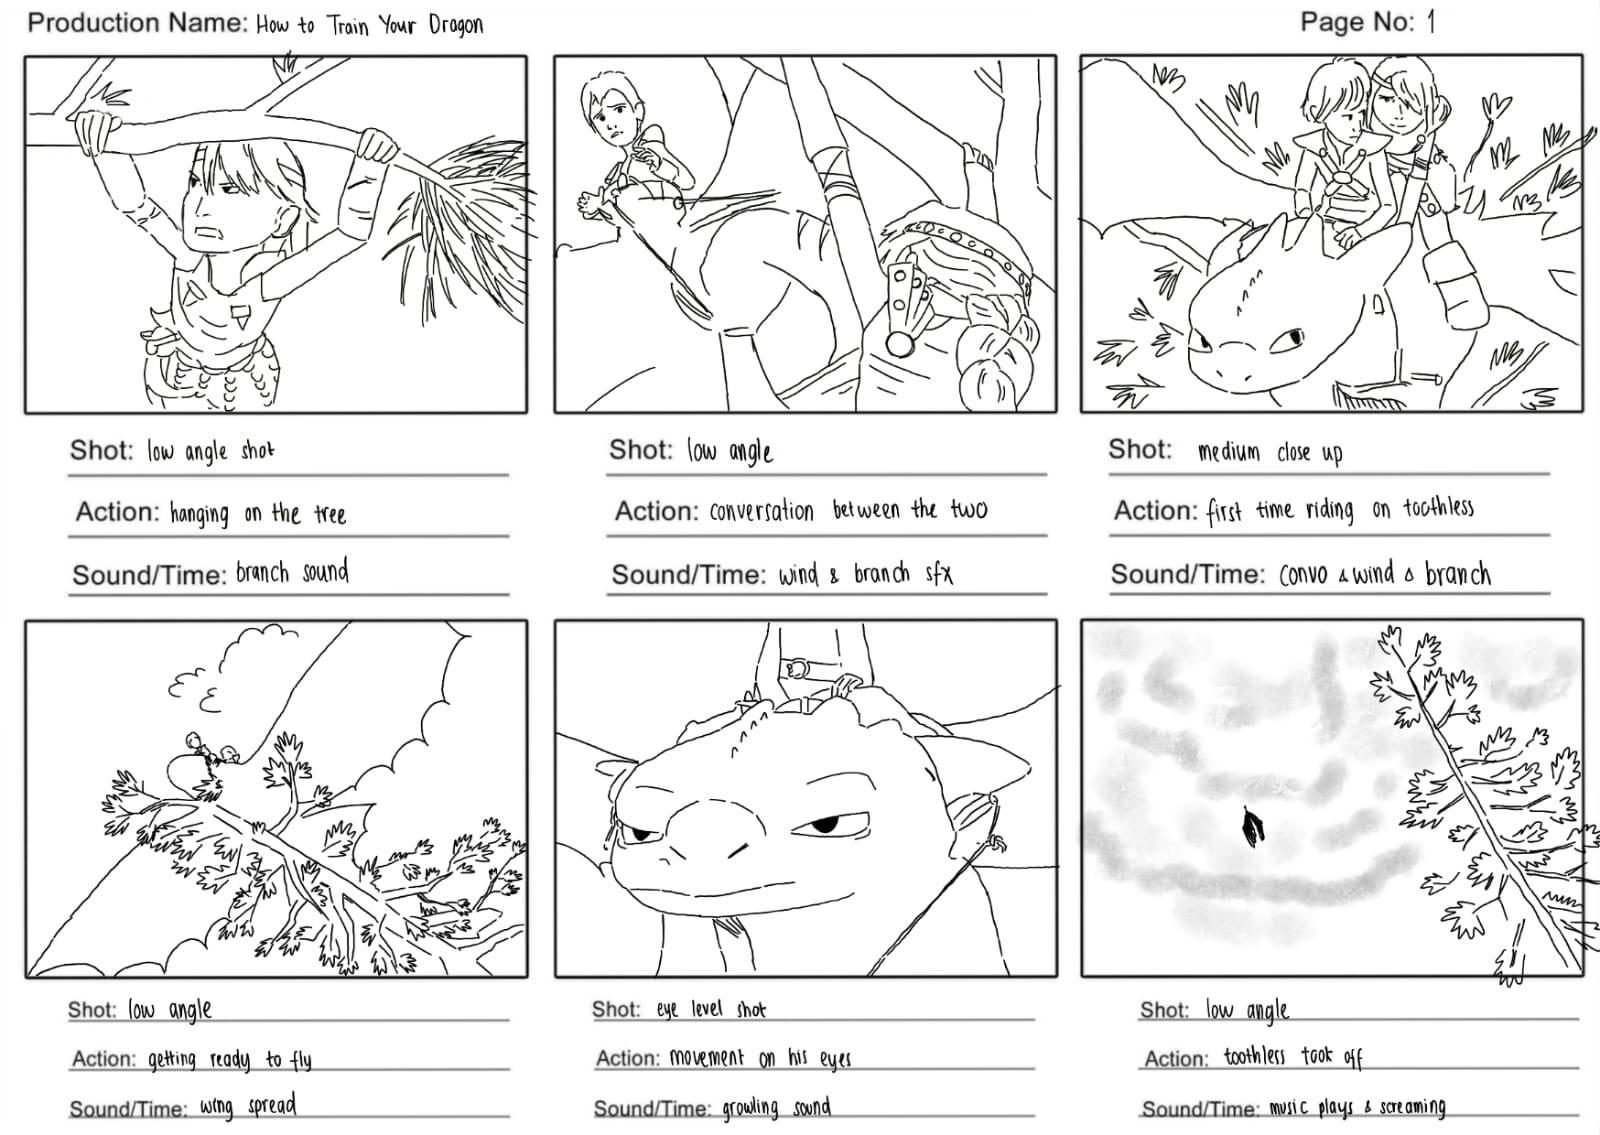 Production Name: How to Train Your Dragon
Page No: 1
Shot: low angle shot
Action: hanging on the tree
Sound/Time: branch sound
Shot: low angle
Action: conversation between the two
Sound/Time: wind & branch sfx
Shot: medium close up
Action: first time riding on toothless
Sound/Time: convo & wind & branch
Shot: low angle
Action: getting ready to fly
Sound/Time: wing spread
Shot: eye level shot
Action: movement on his eyes
Sound/Time: growling sound
Shot: low angle
Action: toothless took off
Sound/Time: music plays & screaming